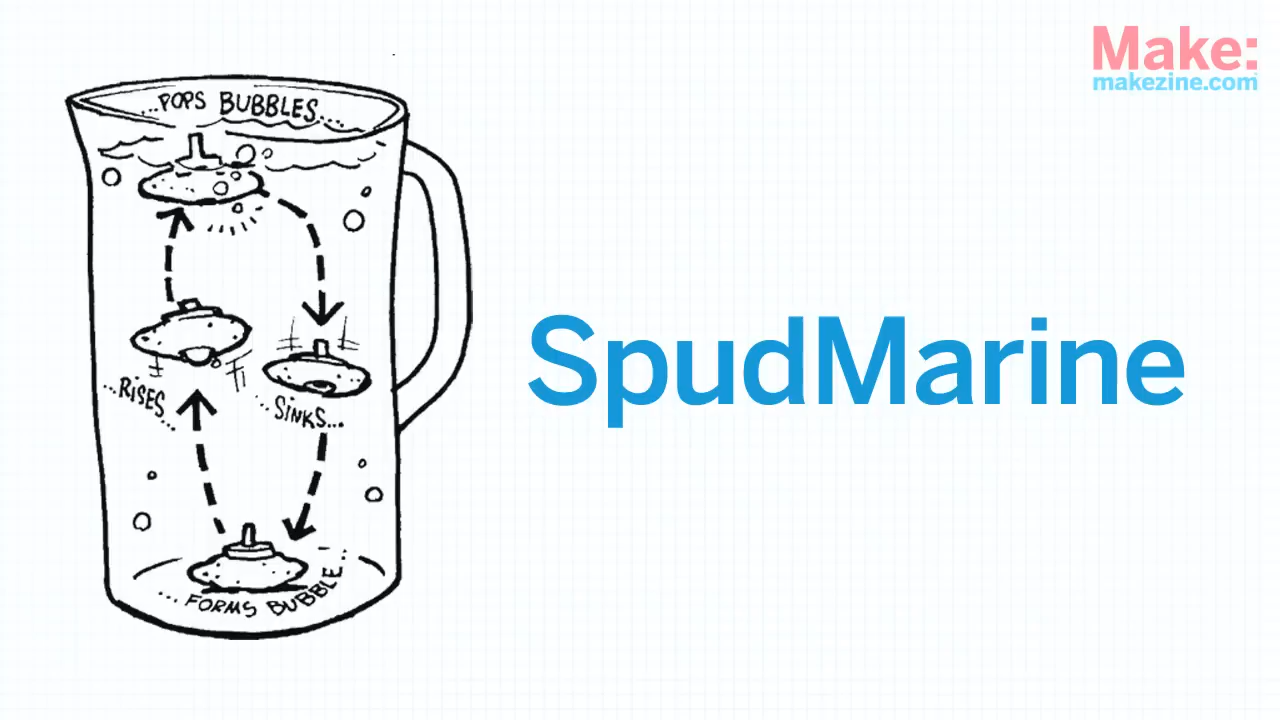 Make:
makezine.com
...POPS BUBBLES....
SpudMarine
...RISES...
...SINKS...
...FORMS BUBBLE...